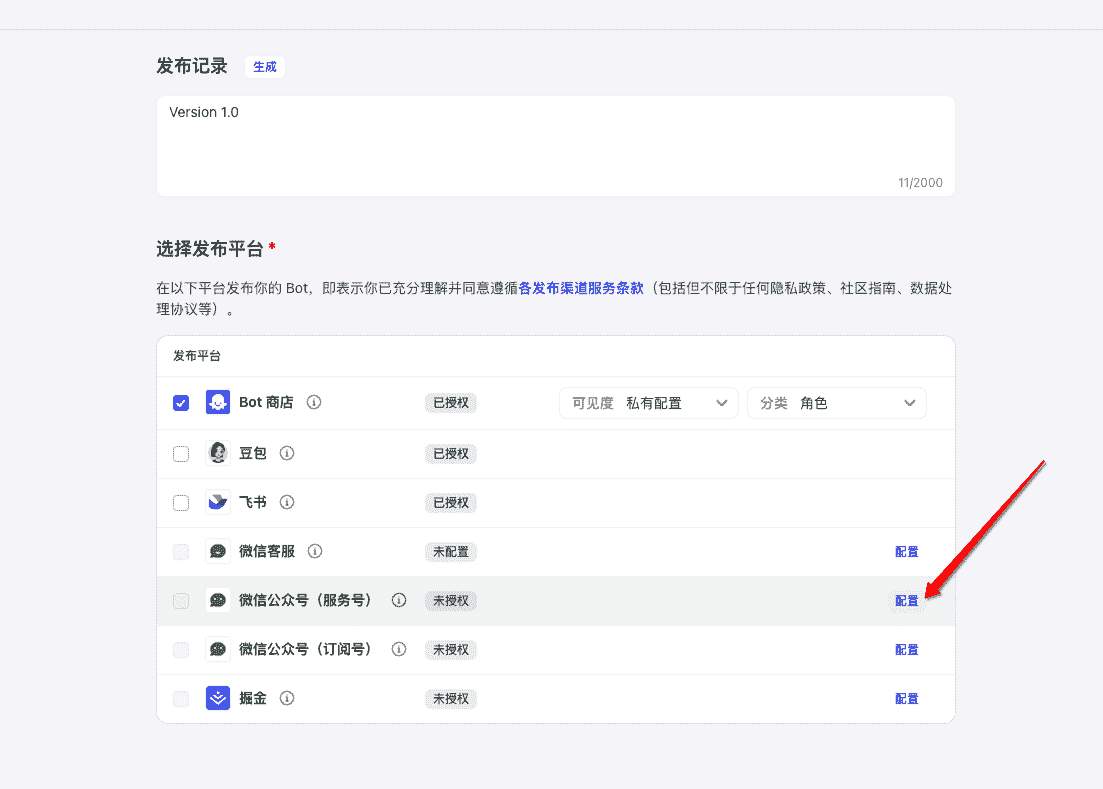 发布记录 生成
Version 1.0
11/2000
选择发布平台 *
在以下平台发布你的 Bot，即表示你已充分理解并同意遵循各发布渠道服务条款（包括但不限于任何隐私政策、社区指南、数据处
理协议等）。
发布平台
Bot 商店 已授权 可见度 私有配置 分类 角色
豆包 已授权
飞书 已授权
微信客服 未配置 配置
微信公众号（服务号） 未授权 配置
微信公众号（订阅号） 未授权 配置
掘金 未授权 配置